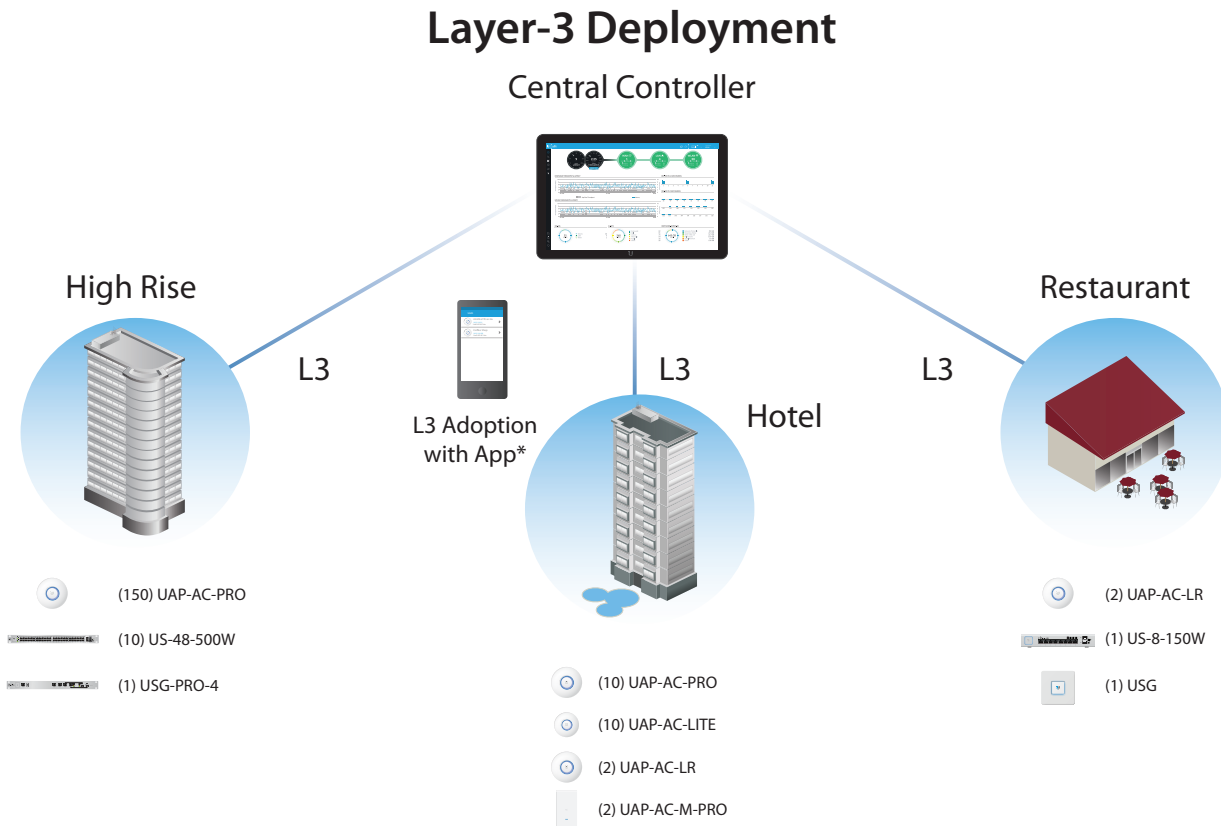 Layer-3 Deployment
Central Controller
High Rise
Restaurant
L3
L3
L3
L3 Adoption
with App*
Hotel
(150) UAP-AC-PRO
(10) US-48-500W
(1) USG-PRO-4
(10) UAP-AC-PRO
(10) UAP-AC-LITE
(2) UAP-AC-LR
(2) UAP-AC-M-PRO
(2) UAP-AC-LR
(1) US-8-150W
(1) USG